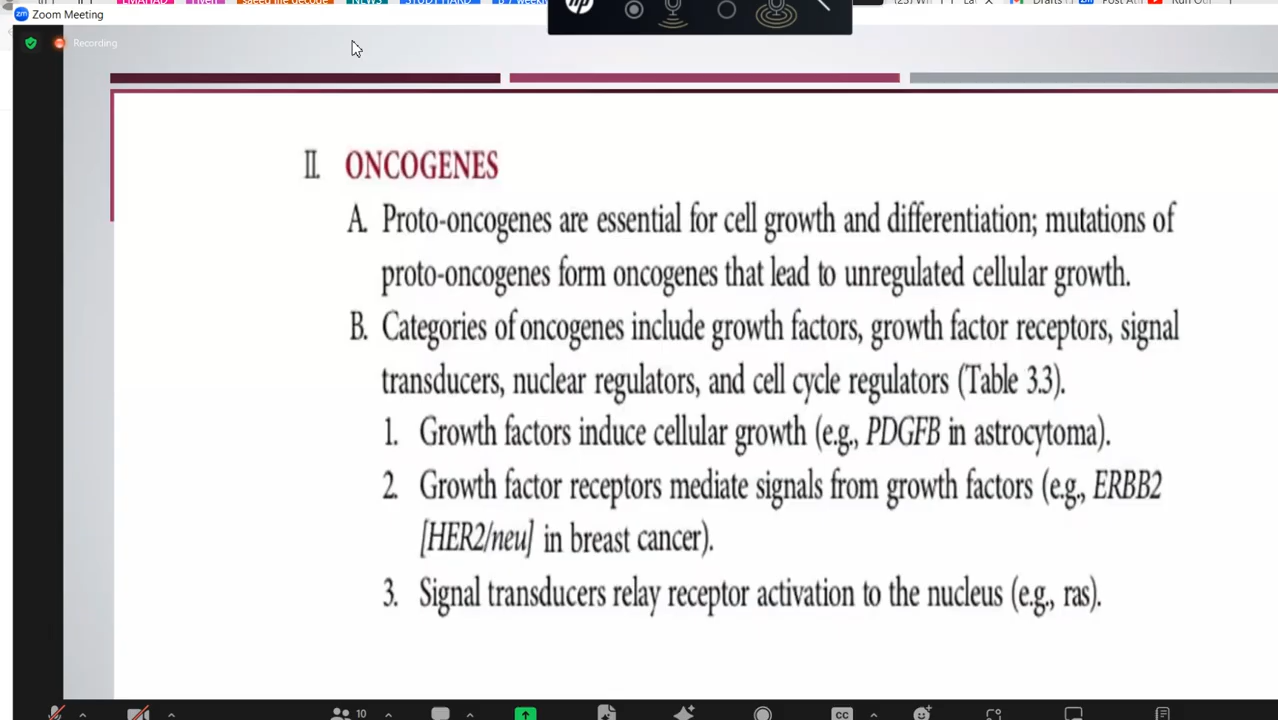 Zoom Meeting
Recording
II. ONCOGENES
A. Proto-oncogenes are essential for cell growth and differentiation; mutations of
proto-oncogenes form oncogenes that lead to unregulated cellular growth.
B. Categories of oncogenes include growth factors, growth factor receptors, signal
transducers, nuclear regulators, and cell cycle regulators (Table 3.3).
1. Growth factors induce cellular growth (e.g., PDGFB in astrocytoma).
2. Growth factor receptors mediate signals from growth factors (e.g., ERBB2
[HER2/neu] in breast cancer).
3. Signal transducers relay receptor activation to the nucleus (e.g., ras).
10
CC